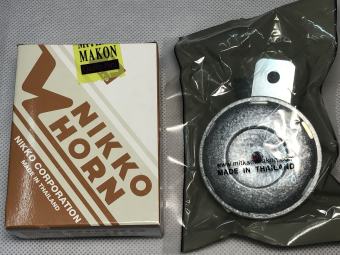 MAKON
NIKKO
HORN
NIKKO CORPORATION
MADE IN THAILAND
MADE IN THAILAND